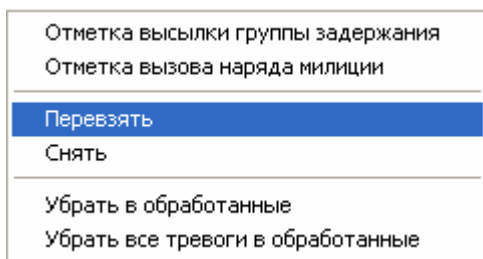 Отметка высылки группы задержания
Отметка вызова наряда милиции
Перевзять
Снять
Убрать в обработанные
Убрать все тревоги в обработанные